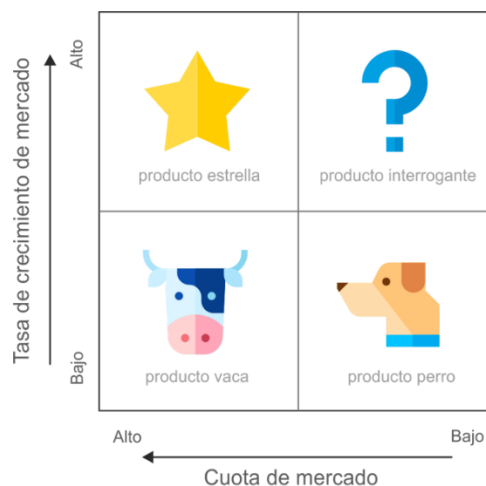 Tasa de crecimiento de mercado
Alto
Bajo
producto estrella
producto interrogante
producto vaca
producto perro
Alto
Bajo
Cuota de mercado